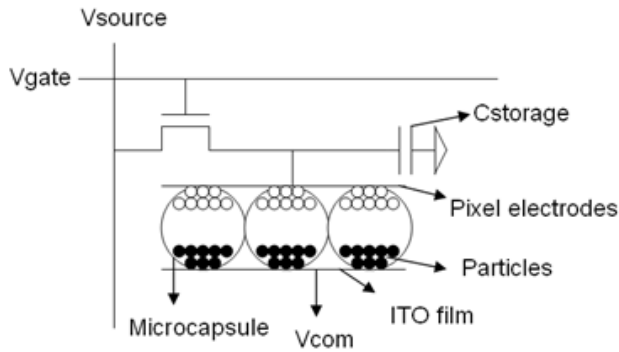 Vsource
Vgate
Cstorage
Pixel electrodes
Particles
ITO film
Microcapsule
Vcom